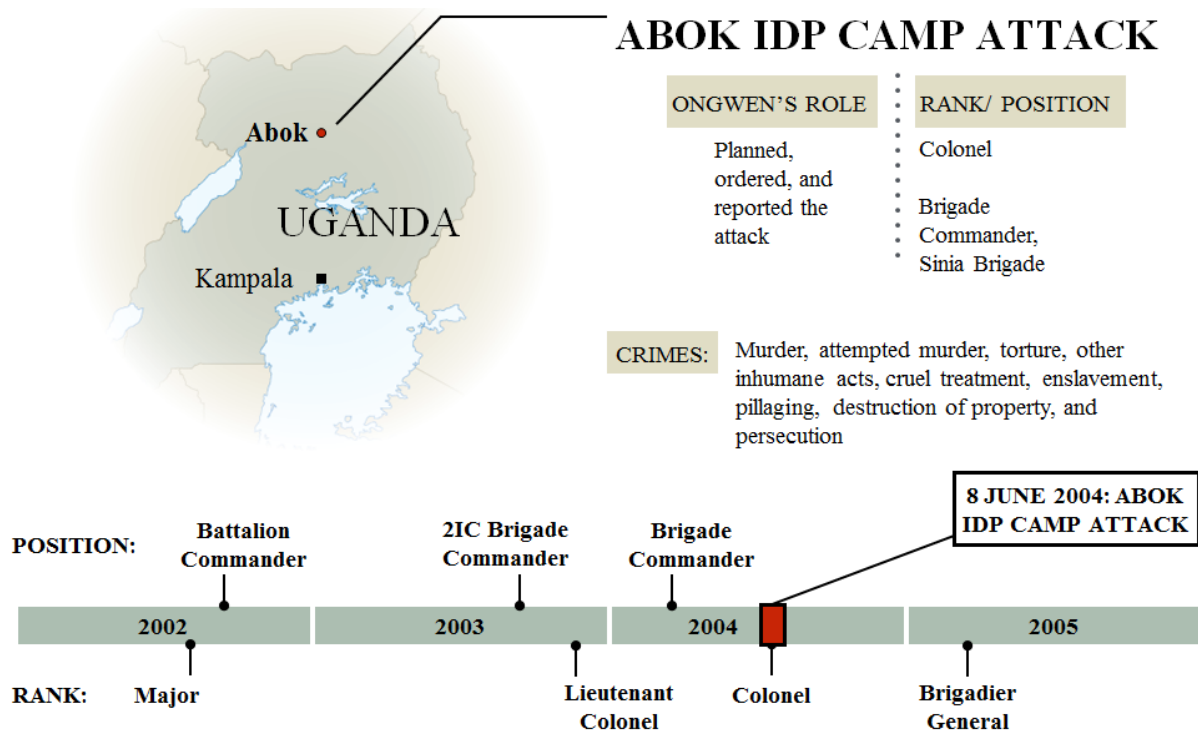 ABOK IDP CAMP ATTACK
ONGWEN'S ROLE
Planned,
ordered, and
reported the
attack
RANK/ POSITION
Colonel
Brigade
Commander,
Sinia Brigade
Abok
UGANDA
Kampala
CRIMES:
Murder, attempted murder, torture, other
inhumane acts, cruel treatment, enslavement,
pillaging, destruction of property, and
persecution
8 JUNE 2004: ABOK
IDP CAMP ATTACK
POSITION:
Battalion
Commander
2IC Brigade
Commander
Brigade
Commander
2002
2003
2004
2005
RANK:
Major
Lieutenant
Colonel
Colonel
Brigadier
General